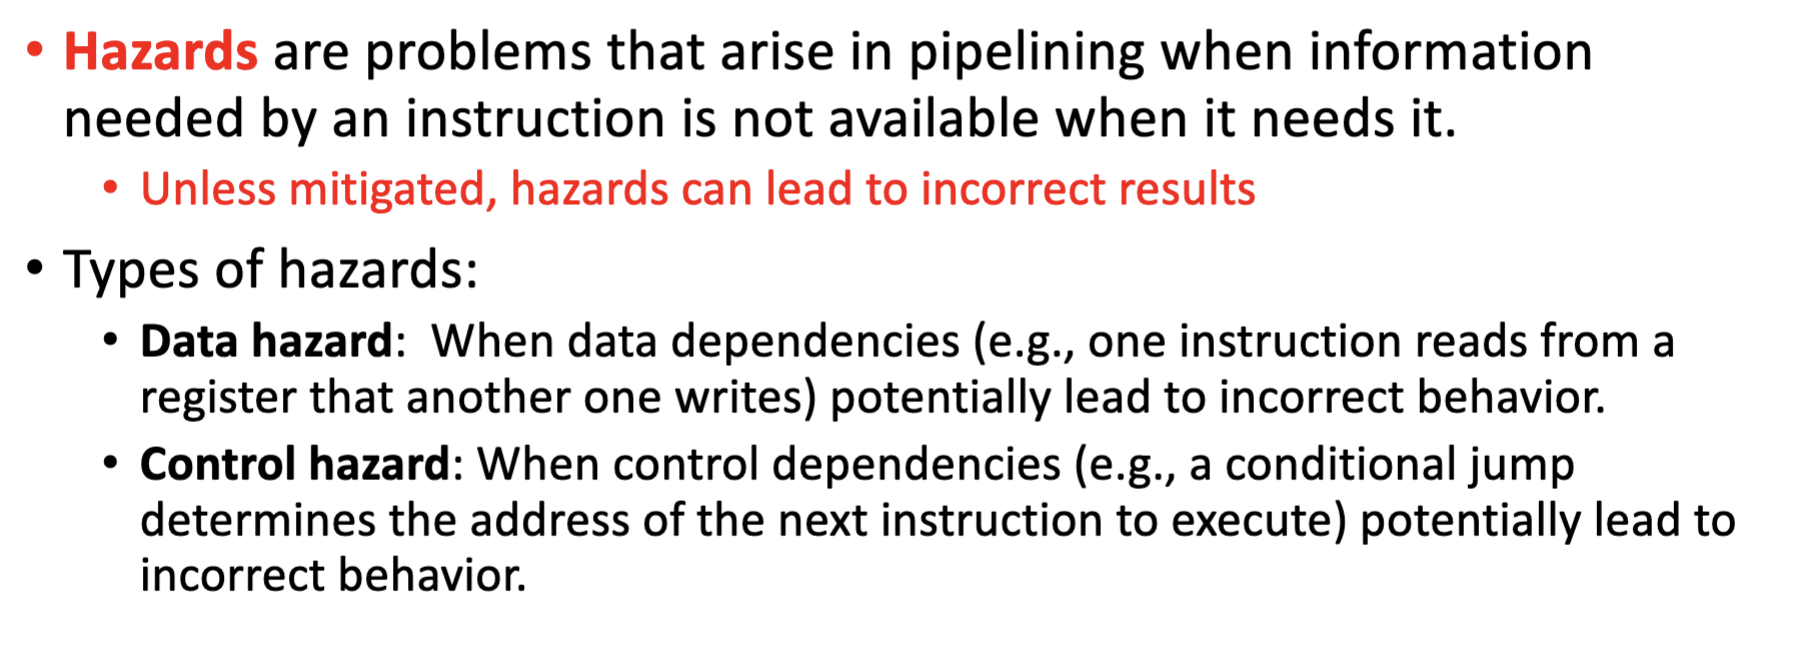 • Hazards are problems that arise in pipelining when information
needed by an instruction is not available when it needs it.
• Unless mitigated, hazards can lead to incorrect results
• Types of hazards:
• Data hazard:  When data dependencies (e.g., one instruction reads from a
register that another one writes) potentially lead to incorrect behavior.
• Control hazard: When control dependencies (e.g., a conditional jump
determines the address of the next instruction to execute) potentially lead to
incorrect behavior.